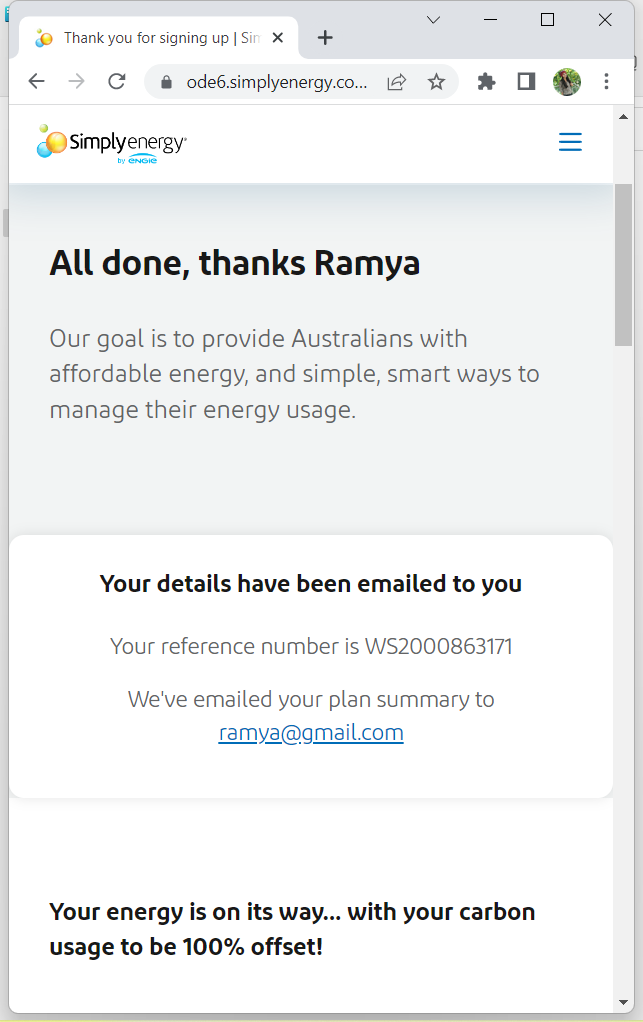 Thank you for signing up | Sim
ode6.simplyenergy.co...
Simplyenergy
by ENGIE
All done, thanks Ramya
Our goal is to provide Australians with
affordable energy, and simple, smart ways to
manage their energy usage.
Your details have been emailed to you
Your reference number is WS2000863171
We've emailed your plan summary to
ramya@gmail.com
Your energy is on its way... with your carbon
usage to be 100% offset!